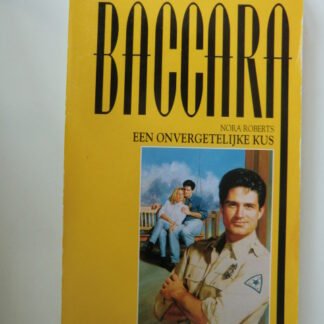 BACCARA
NORA ROBERTS
EEN ONVERGETELIJKE KUS